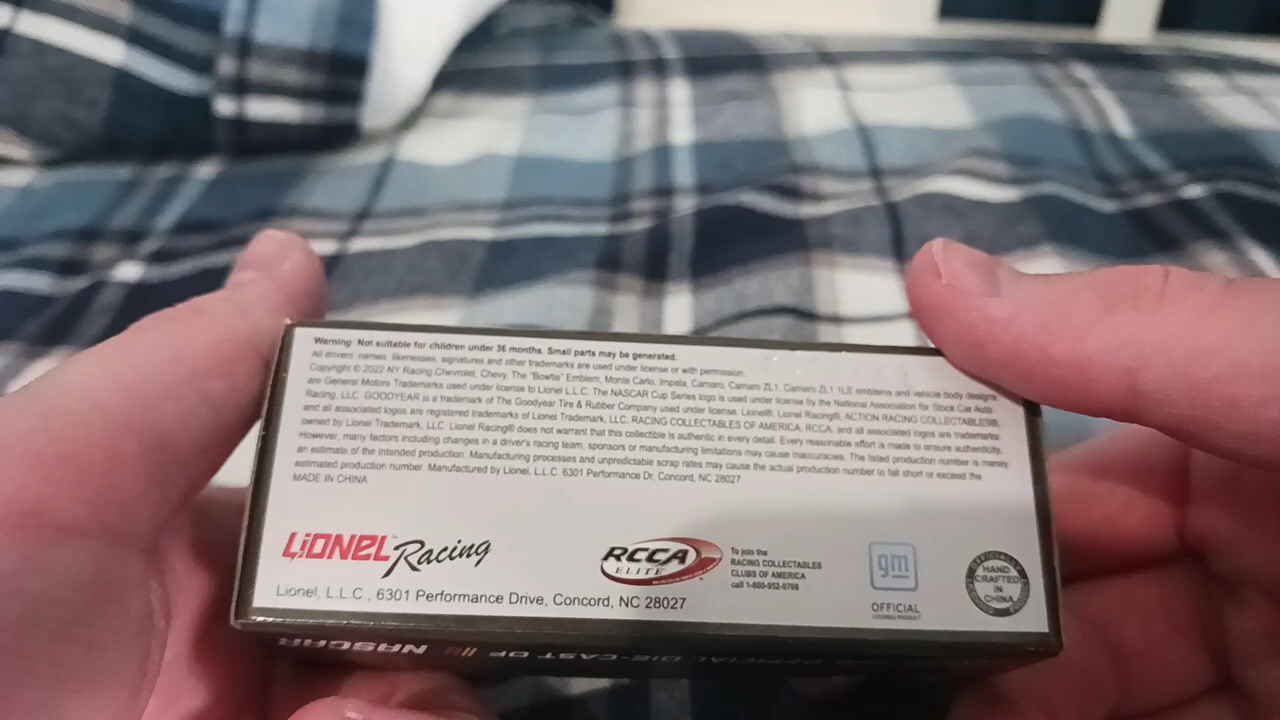 Warning: Not suitable for children under 36 months. Small parts may be generated.
All drivers' names, likenesses, signatures and other trademarks are used under license or with permission.
Copyright © 2022 NY Racing Chevrolet, Chevy, The "Bowtie" Emblem, Monte Carlo, Impala, Camaro, Camaro ZL1, Camaro ZL1 1LE emblems and vehicle body designs
are General Motors Trademarks used under license to Lionel L.L.C. The NASCAR Cup Series logo is used under license by the National Association for Stock Car Auto
Racing, LLC. GOODYEAR is a trademark of The Goodyear Tire & Rubber Company used under license. Lionel®, Lionel Racing®, ACTION RACING COLLECTABLES®,
and all associated logos are registered trademarks of Lionel Trademark, LLC. RACING COLLECTABLES OF AMERICA, RCCA, and all associated logos are trademarks
owned by Lionel Trademark, LLC. Lionel Racing® does not warrant that this collectible is authentic in every detail. Every reasonable effort is made to ensure authenticity.
However, many factors including changes in a driver's racing team, sponsors or manufacturing limitations may cause inaccuracies. The listed production number is merely
an estimate of the intended production. Manufacturing processes and unpredictable scrap rates may cause the actual production number to fall short or exceed the
estimated production number. Manufactured by Lionel, L.L.C. 6301 Performance Dr, Concord, NC 28027
MADE IN CHINA
LIONEL™ Racing
RCCA
ELITE
To join the
RACING COLLECTABLES
CLUBS OF AMERICA
call 1-800-952-0708
gm
OFFICIAL
LICENSED PRODUCT
OFFICIAL
HAND
CRAFTED
IN
CHINA
Lionel, L.L.C., 6301 Performance Drive, Concord, NC 28027
OFFICIAL DIE-CAST OF NASCAR